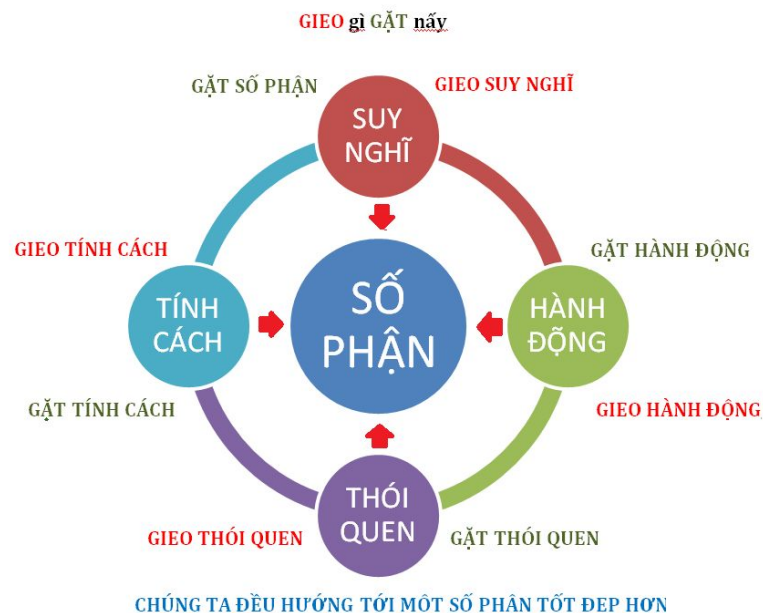 GIEO gì GẶT nấy
GẶT SỐ PHẬN
GIEO SUY NGHĨ
SUY
NGHĨ
GIEO TÍNH CÁCH
GẶT HÀNH ĐỘNG
TÍNH
CÁCH
SỐ
PHẬN
HÀNH
ĐỘNG
GẶT TÍNH CÁCH
GIEO HÀNH ĐỘNG
THÓI
QUEN
GIEO THÓI QUEN
GẶT THÓI QUEN
CHÚNG TA ĐỀU HƯỚNG TỚI MỘT SỐ PHẬN TỐT ĐẸP HƠN